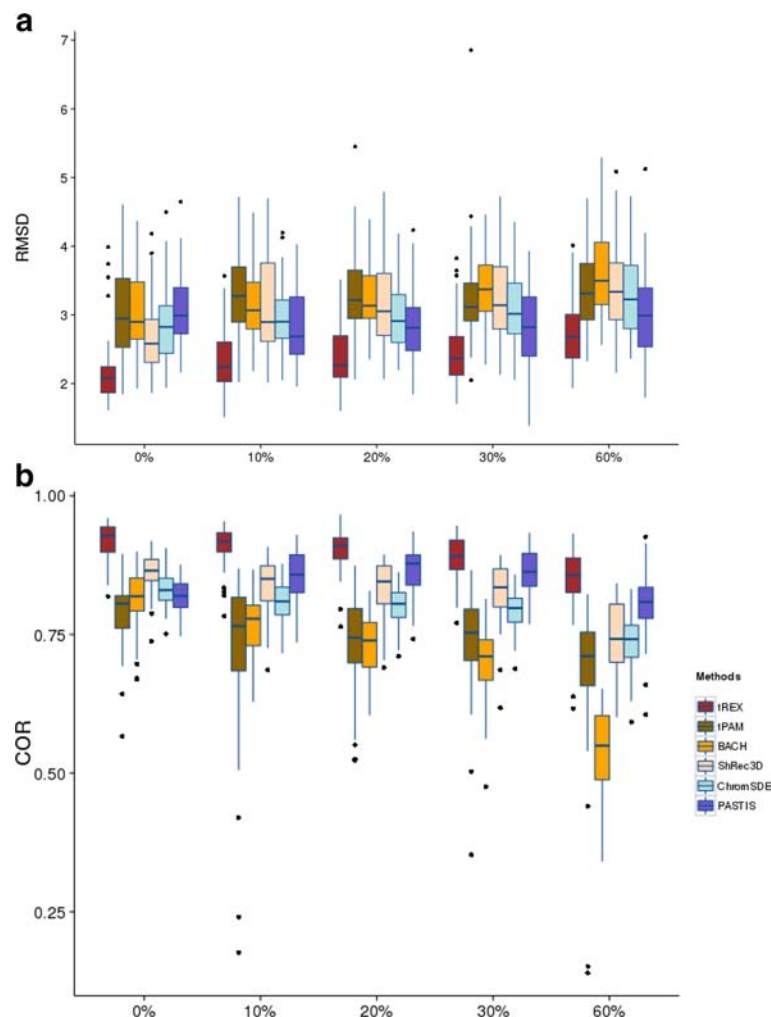 a
7
6
5
4
3
2
RMSD
0% 10% 20% 30% 60%
b
1.00
0.75
0.50
0.25
COR
0% 10% 20% 30% 60%
Methods
tREX
tPAM
BACH
ShRec3D
ChromSDE
PASTIS